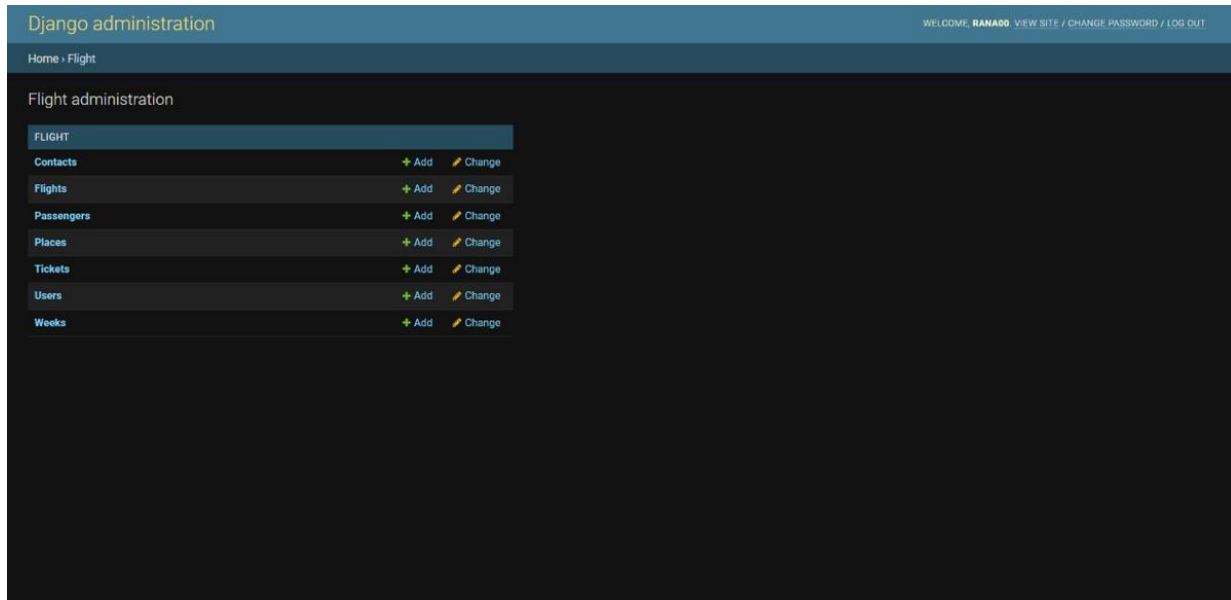 Django administration
WELCOME, RANA00. VIEW SITE / CHANGE PASSWORD / LOG OUT
Home › Flight
Flight administration
FLIGHT
Contacts + Add Change
Flights + Add Change
Passengers + Add Change
Places + Add Change
Tickets + Add Change
Users + Add Change
Weeks + Add Change